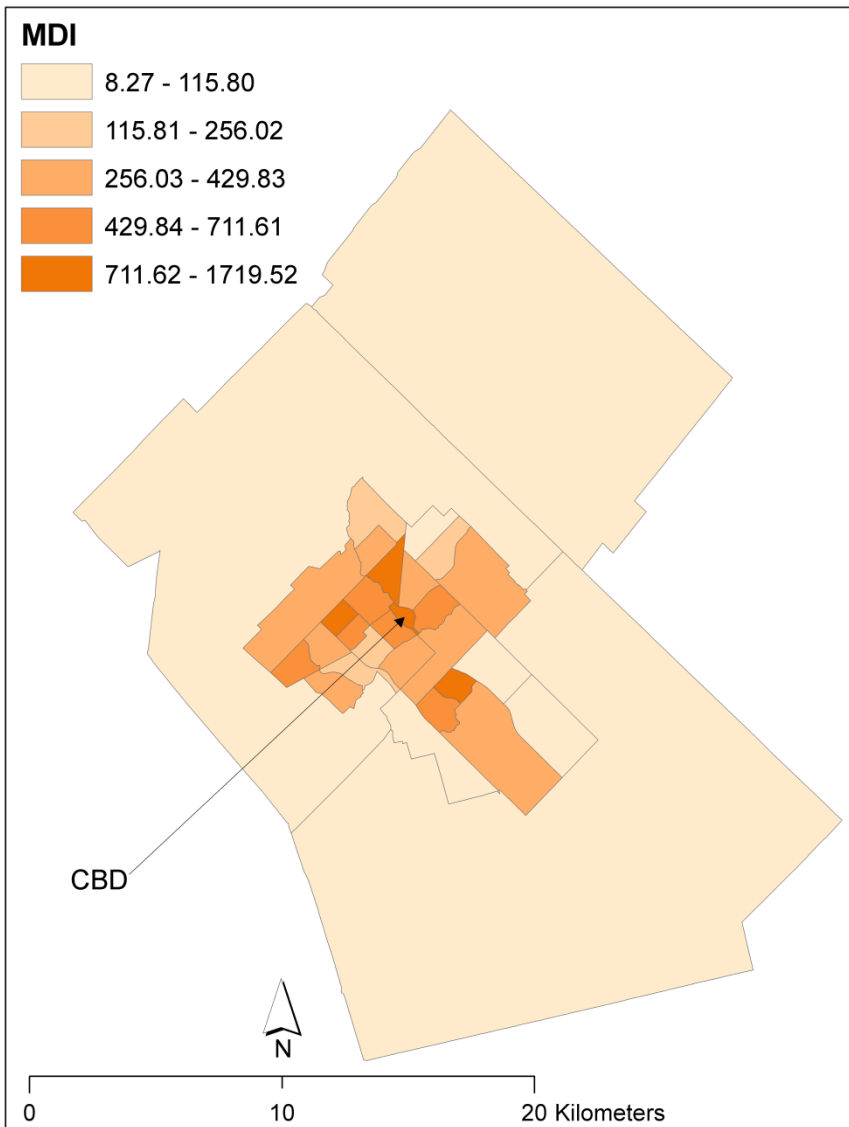 MDI
8.27 - 115.80
115.81 - 256.02
256.03 - 429.83
429.84 - 711.61
711.62 - 1719.52
CBD
N
0 10 20 Kilometers